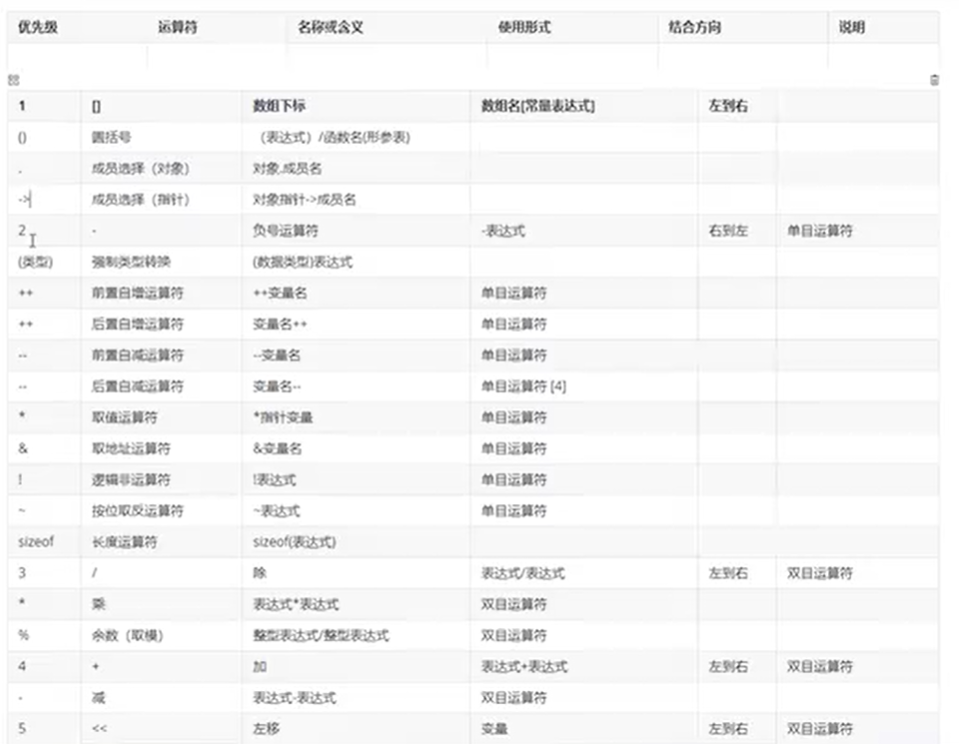 优先级 运算符 名称或含义 使用形式 结合方向 说明
1 [] 数组下标 数组名[常量表达式] 左到右
() 圆括号 （表达式）/函数名(形参表)
. 成员选择（对象） 对象.成员名
-> 成员选择（指针） 对象指针->成员名
2 - 负号运算符 -表达式 右到左 单目运算符
(类型) 强制类型转换 (数据类型)表达式
++ 前置自增运算符 ++变量名 单目运算符
++ 后置自增运算符 变量名++ 单目运算符
-- 前置自减运算符 --变量名 单目运算符
-- 后置自减运算符 变量名-- 单目运算符 [4]
* 取值运算符 *指针变量 单目运算符
& 取地址运算符 &变量名 单目运算符
! 逻辑非运算符 !表达式 单目运算符
~ 按位取反运算符 ~表达式 单目运算符
sizeof 长度运算符 sizeof(表达式)
3 / 除 表达式/表达式 左到右 双目运算符
* 乘 表达式*表达式 双目运算符
% 余数（取模） 整型表达式/整型表达式 双目运算符
4 + 加 表达式+表达式 左到右 双目运算符
- 减 表达式-表达式 双目运算符
5 << 左移 变量 左到右 双目运算符